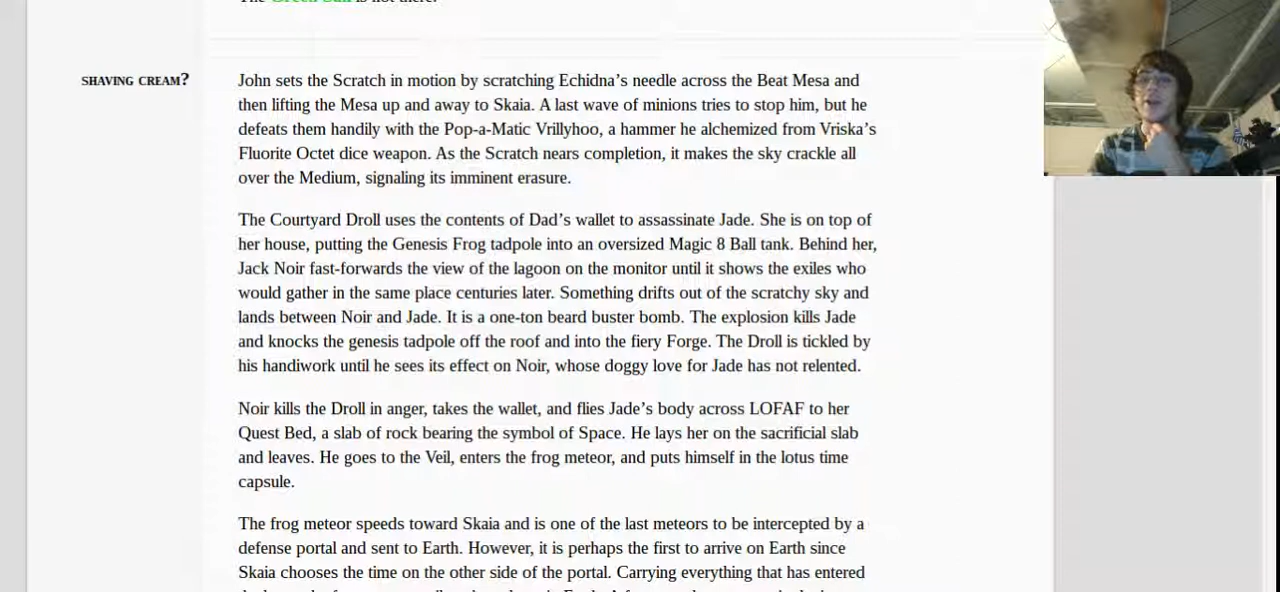 The Green Sun is not there.
SHAVING CREAM?
John sets the Scratch in motion by scratching Echidna’s needle across the Beat Mesa and
then lifting the Mesa up and away to Skaia. A last wave of minions tries to stop him, but he
defeats them handily with the Pop-a-Matic Vrillyhoo, a hammer he alchemized from Vriska’s
Fluorite Octet dice weapon. As the Scratch nears completion, it makes the sky crackle all
over the Medium, signaling its imminent erasure.
The Courtyard Droll uses the contents of Dad’s wallet to assassinate Jade. She is on top of
her house, putting the Genesis Frog tadpole into an oversized Magic 8 Ball tank. Behind her,
Jack Noir fast-forwards the view of the lagoon on the monitor until it shows the exiles who
would gather in the same place centuries later. Something drifts out of the scratchy sky and
lands between Noir and Jade. It is a one-ton beard buster bomb. The explosion kills Jade
and knocks the genesis tadpole off the roof and into the fiery Forge. The Droll is tickled by
his handiwork until he sees its effect on Noir, whose doggy love for Jade has not relented.
Noir kills the Droll in anger, takes the wallet, and flies Jade’s body across LOFAF to her
Quest Bed, a slab of rock bearing the symbol of Space. He lays her on the sacrificial slab
and leaves. He goes to the Veil, enters the frog meteor, and puts himself in the lotus time
capsule.
The frog meteor speeds toward Skaia and is one of the last meteors to be intercepted by a
defense portal and sent to Earth. However, it is perhaps the first to arrive on Earth since
Skaia chooses the time on the other side of the portal. Carrying everything that has entered